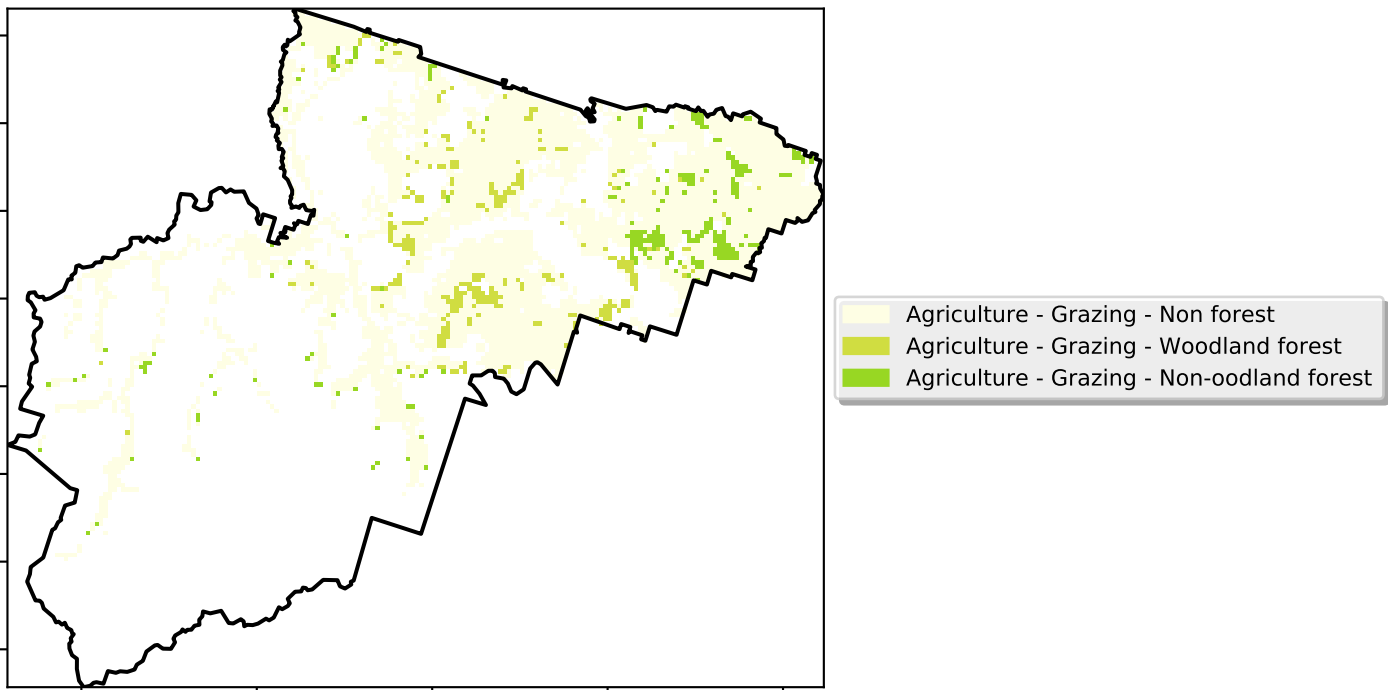 Agriculture - Grazing - Non forest
Agriculture - Grazing - Woodland forest
Agriculture - Grazing - Non-oodland forest